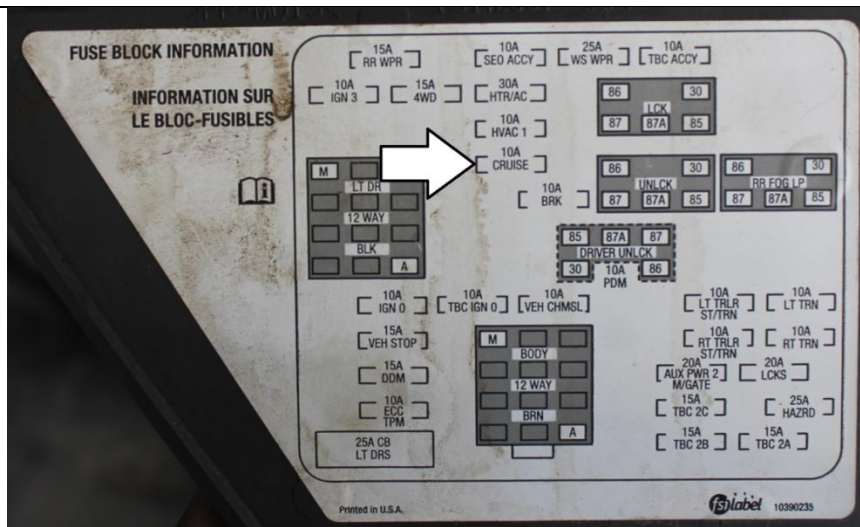 FUSE BLOCK INFORMATION
INFORMATION SUR
LE BLOC-FUSIBLES
15A
RR WPR
10A
SEO ACCY
25A
WS WPR
10A
TBC ACCY
10A
IGN 3
15A
4WD
30A
HTR/AC
10A
HVAC 1
10A
CRUISE
10A
BRK
86 30
LCK
87 87A 85
86 30
UNLCK
87 87A 85
86 30
RR FOG LP
87 87A 85
M
LT DR
12 WAY
BLK
A
85 87A 87
DRIVER UNLCK
30 86
10A
PDM
10A
IGN 0
10A
TBC IGN 0
10A
VEH CHMSL
15A
VEH STOP
15A
DDM
10A
ECC
TPM
25A CB
LT DRS
M
BODY
12 WAY
BRN
A
10A
LT TRLR
ST/TRN
10A
LT TRN
10A
RT TRLR
ST/TRN
10A
RT TRN
20A
AUX PWR 2
M/GATE
20A
LCKS
15A
TBC 2C
25A
HAZRD
15A
TBC 2B
15A
TBC 2A
Printed in U.S.A.
label 10390235